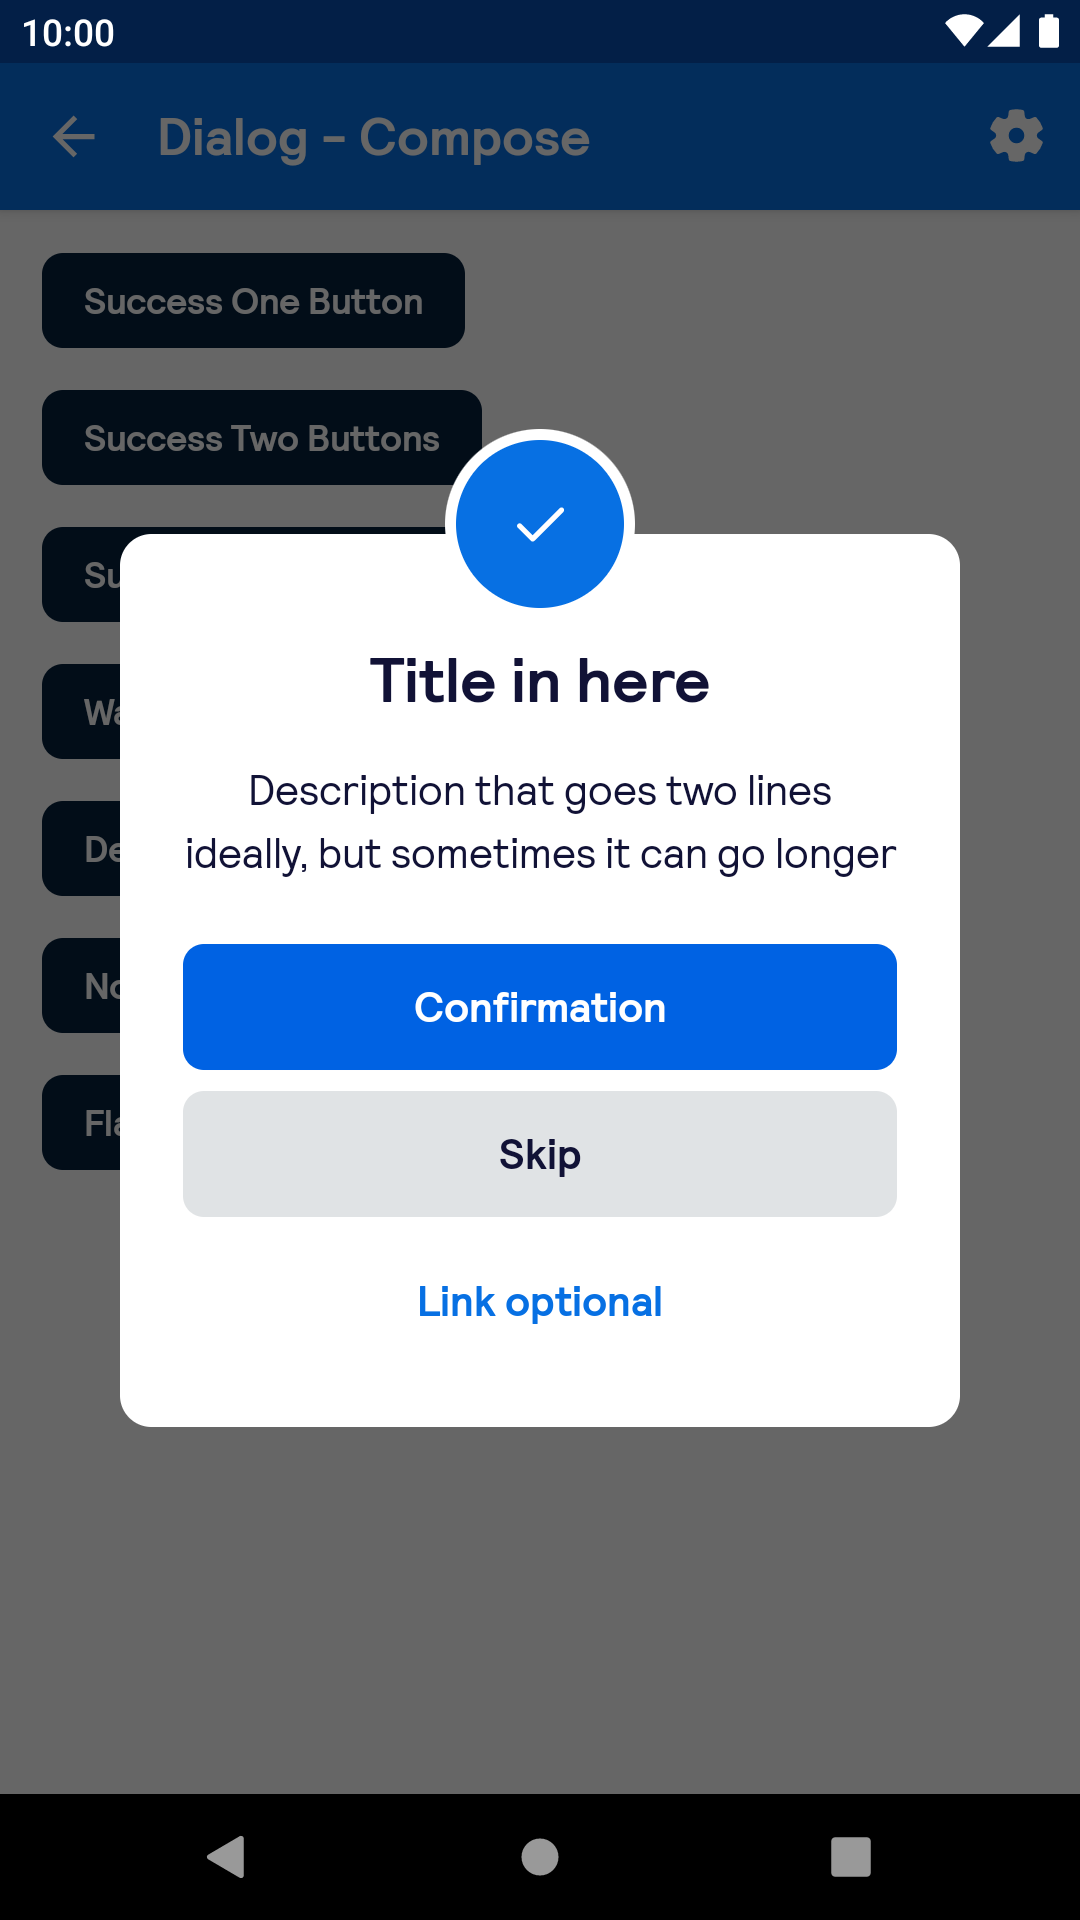 10:00
Dialog - Compose
Success One Button
Success Two Buttons
Title in here
Description that goes two lines
ideally, but sometimes it can go longer
Confirmation
Skip
Link optional